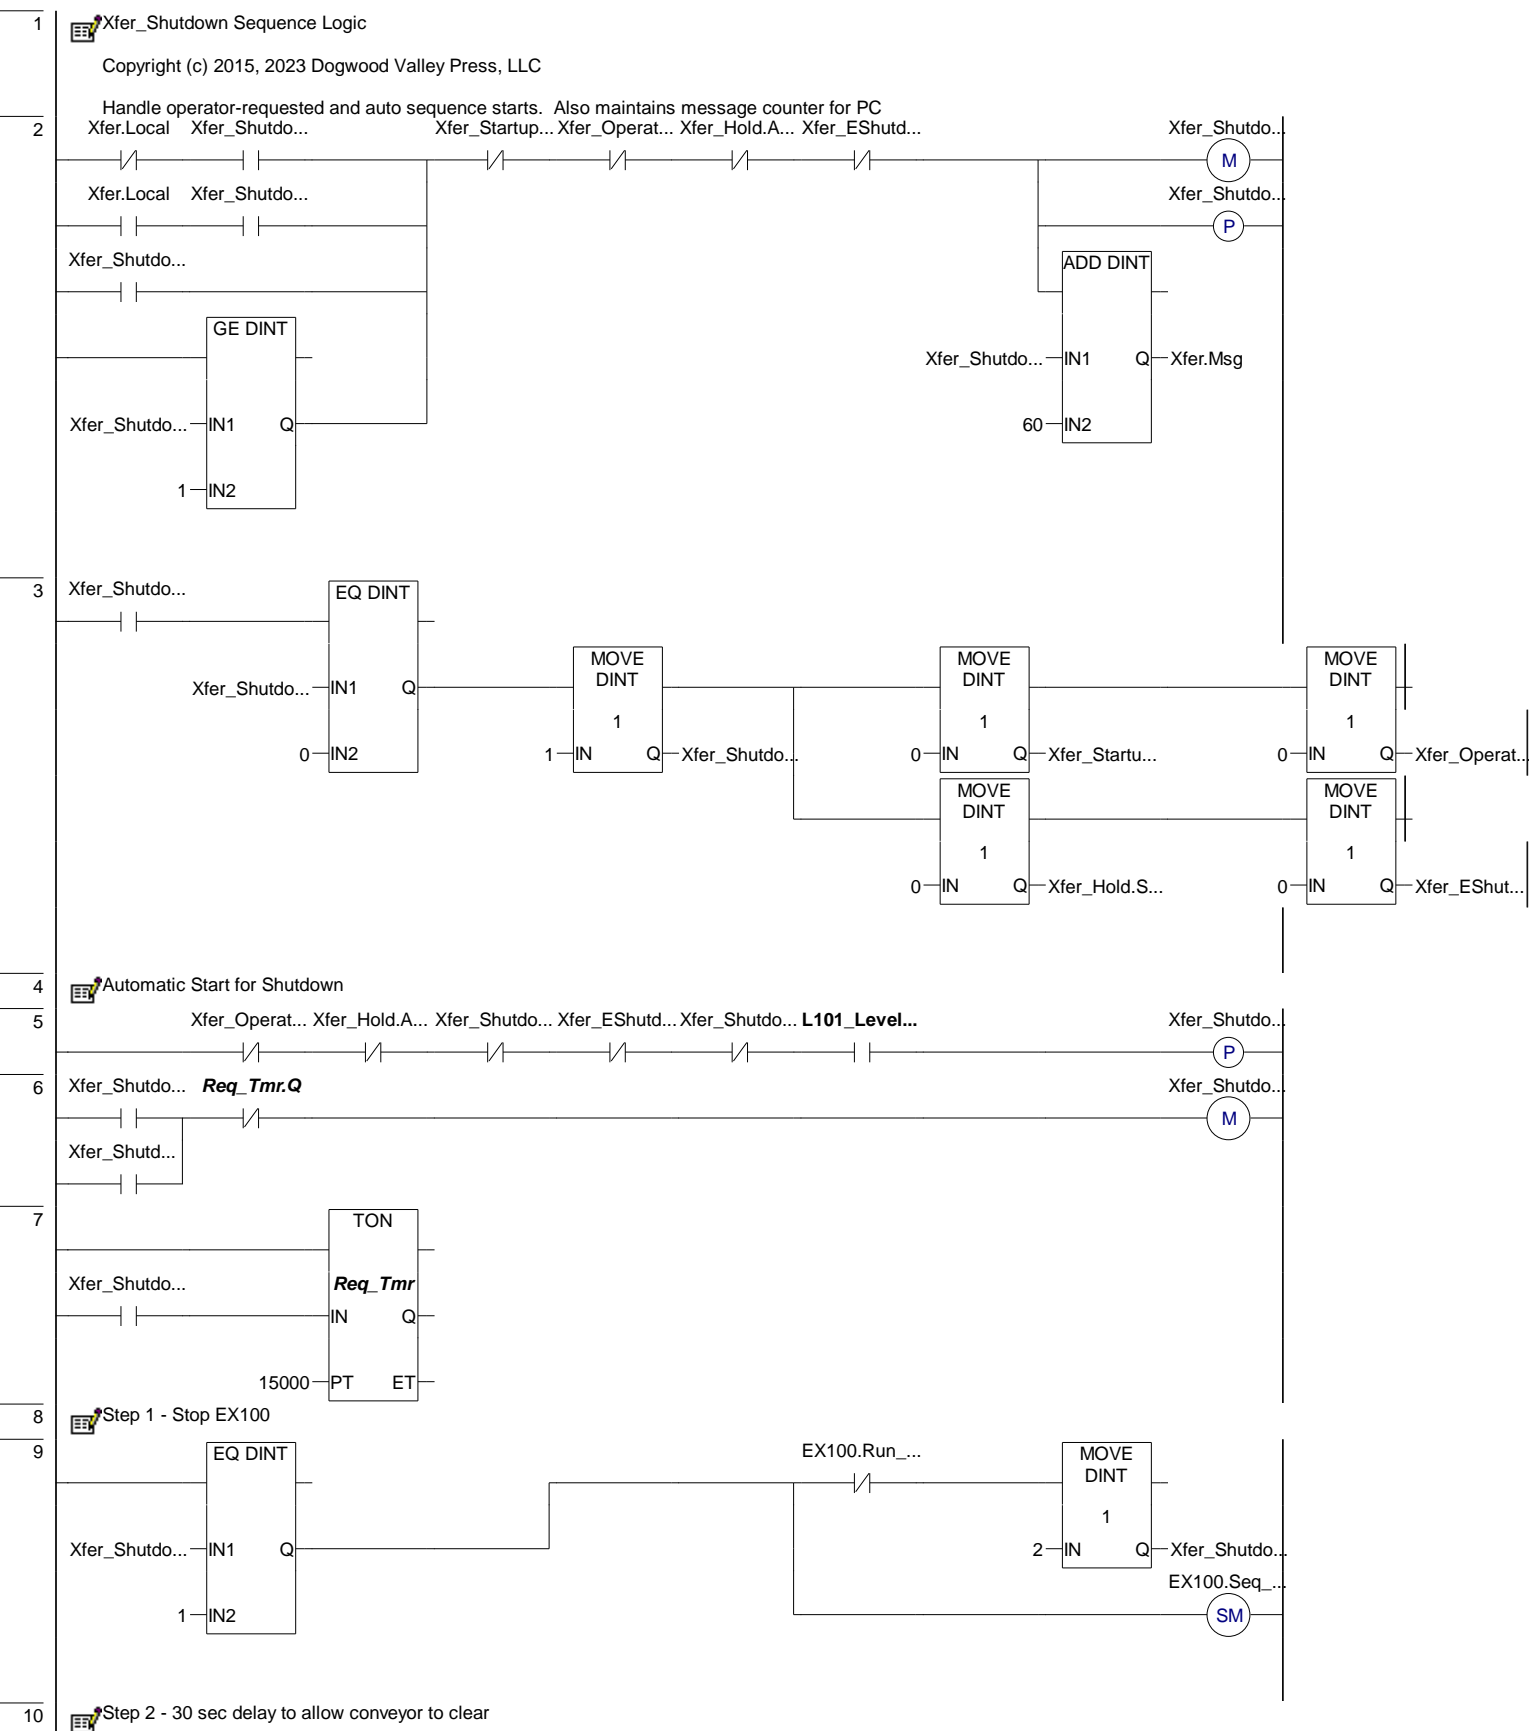 1
Xfer_Shutdown Sequence Logic
Copyright (c) 2015, 2023 Dogwood Valley Press, LLC
Handle operator-requested and auto sequence starts.  Also maintains message counter for PC
2
Xfer.Local Xfer_Shutdo... Xfer_Startup... Xfer_Operat... Xfer_Hold.A... Xfer_EShutd... Xfer_Shutdo...
M
Xfer.Local Xfer_Shutdo... Xfer_Shutdo...
P
Xfer_Shutdo... ADD DINT
GE DINT
Xfer_Shutdo... IN1 Q Xfer.Msg
Xfer_Shutdo... IN1 Q 60 IN2
1 IN2
3
Xfer_Shutdo... EQ DINT
MOVE DINT MOVE DINT MOVE DINT
Xfer_Shutdo... IN1 Q
1 1 1
0 IN2 1 IN Q Xfer_Shutdo... 0 IN Q Xfer_Startu... 0 IN Q Xfer_Operat...
MOVE DINT MOVE DINT
1 1
0 IN Q Xfer_Hold.S... 0 IN Q Xfer_EShut...
4
Automatic Start for Shutdown
5
Xfer_Operat... Xfer_Hold.A... Xfer_Shutdo... Xfer_EShutd... Xfer_Shutdo... L101_Level... Xfer_Shutdo...
P
6
Xfer_Shutdo... Req_Tmr.Q Xfer_Shutdo...
M
Xfer_Shutd...
7
TON
Xfer_Shutdo... Req_Tmr
IN Q
15000 PT ET
8
Step 1 - Stop EX100
9
EQ DINT EX100.Run_... MOVE DINT
1
Xfer_Shutdo... IN1 Q 2 IN Q Xfer_Shutdo...
EX100.Seq_...
1 IN2 SM
10
Step 2 - 30 sec delay to allow conveyor to clear